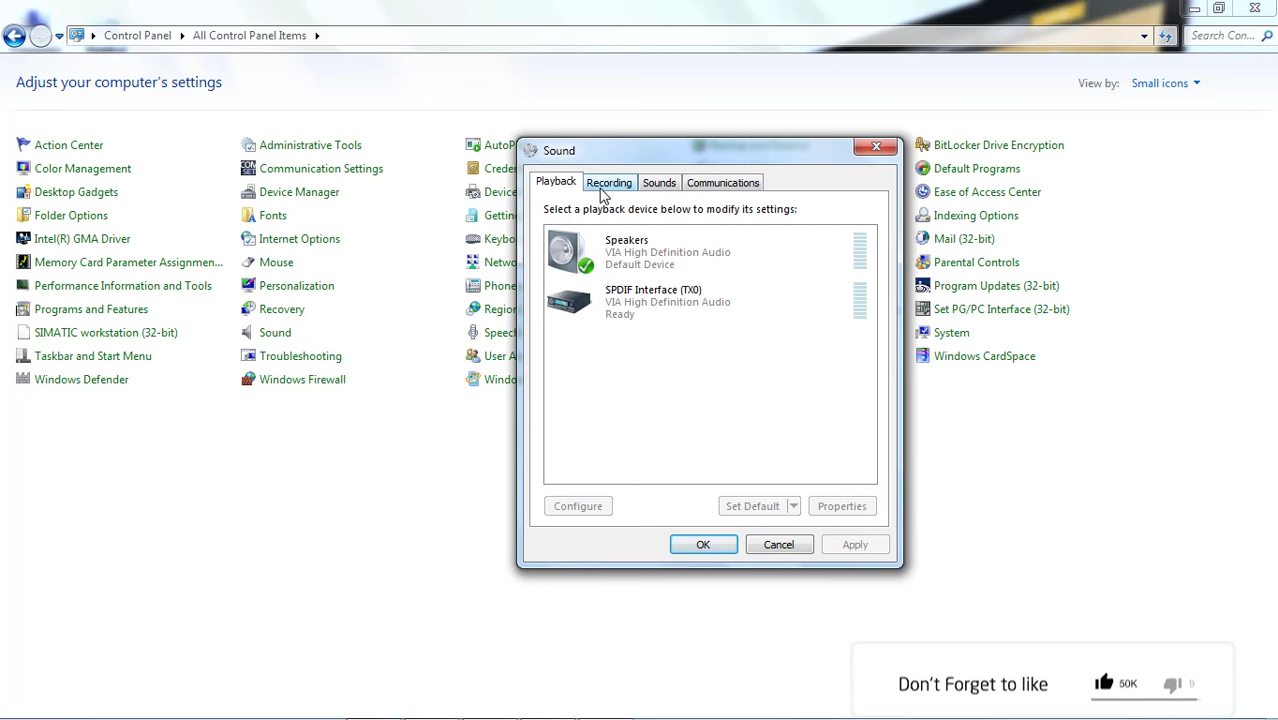 Control Panel
All Control Panel Items
Search Con...
Adjust your computer's settings
View by:
Small icons
Action Center
Administrative Tools
AutoP
BitLocker Drive Encryption
Color Management
Communication Settings
Creden
Default Programs
Desktop Gadgets
Device Manager
Device
Ease of Access Center
Folder Options
Fonts
Getting
Indexing Options
Intel(R) GMA Driver
Internet Options
Keybo
Mail (32-bit)
Memory Card Parameter Assignmen...
Mouse
Netwo
Parental Controls
Performance Information and Tools
Personalization
Phone
Program Updates (32-bit)
Programs and Features
Recovery
Region
Set PG/PC Interface (32-bit)
SIMATIC workstation (32-bit)
Sound
Speech
System
Taskbar and Start Menu
Troubleshooting
User A
Windows CardSpace
Windows Defender
Windows Firewall
Windo
Sound
Playback
Recording
Sounds
Communications
Select a playback device below to modify its settings:
Speakers
VIA High Definition Audio
Default Device
SPDIF Interface (TX0)
VIA High Definition Audio
Ready
Configure
Set Default
Properties
OK
Cancel
Apply
Don't Forget to like
50K
9